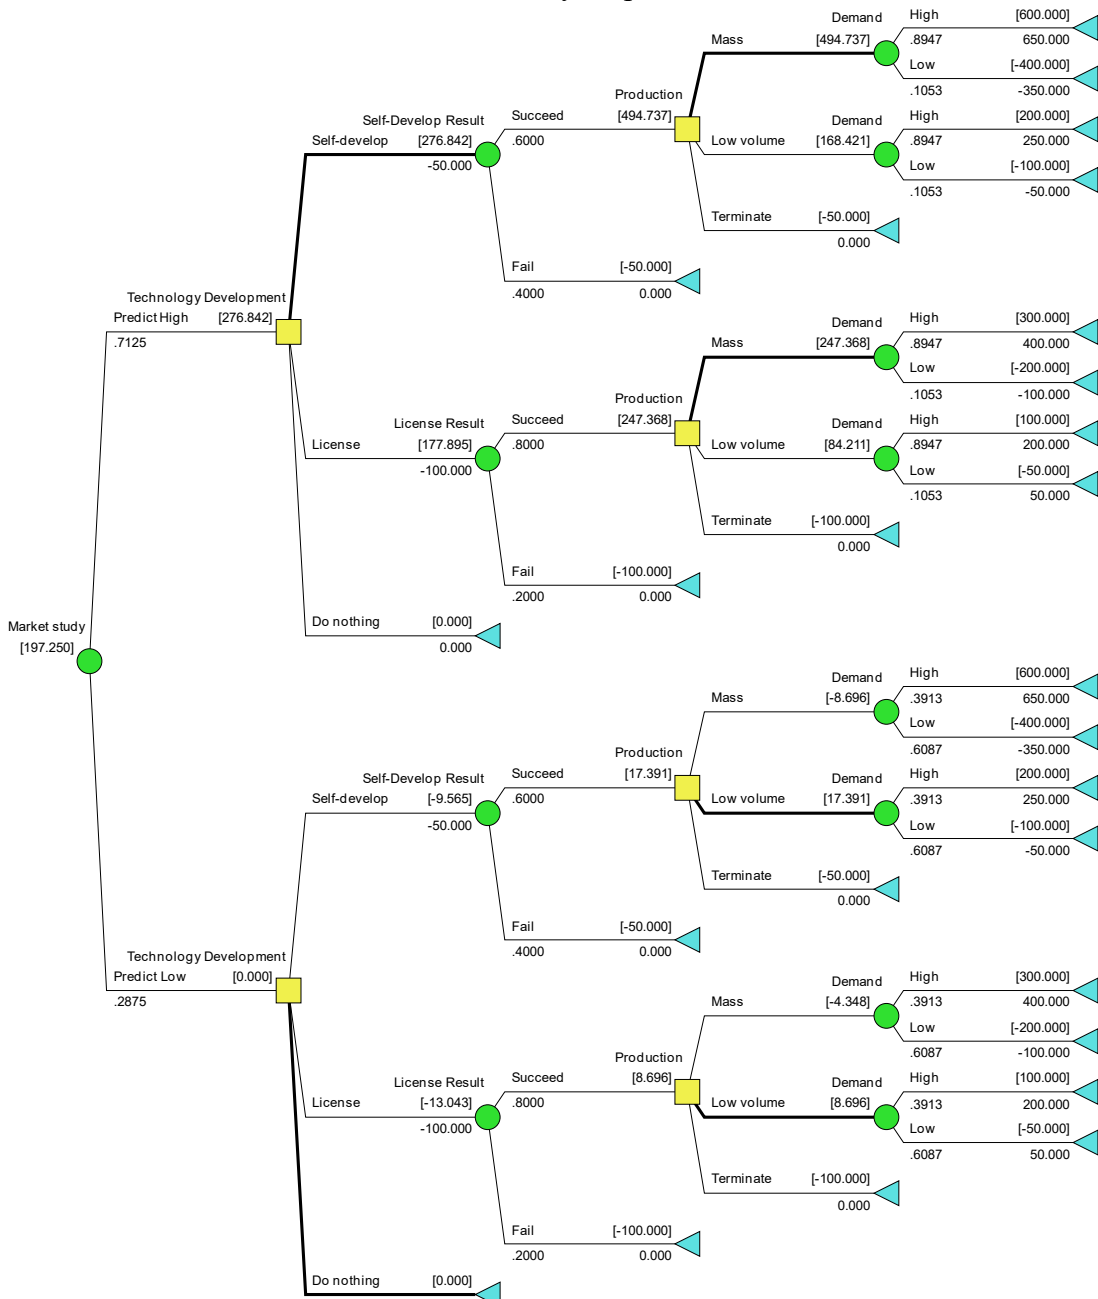 Demand
High [600.000]
Mass [494.737]
.8947 650.000
Low [-400.000]
.1053 -350.000
Production
Succeed [494.737]
Demand
High [200.000]
Self-Develop Result
Self-develop [276.842]
.6000
Low volume [168.421]
.8947 250.000
-50.000
Low [-100.000]
.1053 -50.000
Terminate [-50.000]
0.000
Fail [-50.000]
.4000 0.000
Technology Development
Predict High [276.842]
.7125
Demand
High [300.000]
Mass [247.368]
.8947 400.000
Low [-200.000]
.1053 -100.000
Production
Succeed [247.368]
Demand
High [100.000]
License Result
License [177.895]
.8000
Low volume [84.211]
.8947 200.000
-100.000
Low [-50.000]
.1053 50.000
Terminate [-100.000]
0.000
Fail [-100.000]
.2000 0.000
Do nothing [0.000]
0.000
Market study
[197.250]
Demand
High [600.000]
Mass [-8.696]
.3913 650.000
Low [-400.000]
.6087 -350.000
Production
Succeed [17.391]
Demand
High [200.000]
Self-Develop Result
Self-develop [-9.565]
.6000
Low volume [17.391]
.3913 250.000
-50.000
Low [-100.000]
.6087 -50.000
Terminate [-50.000]
0.000
Fail [-50.000]
.4000 0.000
Technology Development
Predict Low [0.000]
.2875
Demand
High [300.000]
Mass [-4.348]
.3913 400.000
Low [-200.000]
.6087 -100.000
Production
Succeed [8.696]
Demand
High [100.000]
License Result
License [-13.043]
.8000
Low volume [8.696]
.3913 200.000
-100.000
Low [-50.000]
.6087 50.000
Terminate [-100.000]
0.000
Fail [-100.000]
.2000 0.000
Do nothing [0.000]